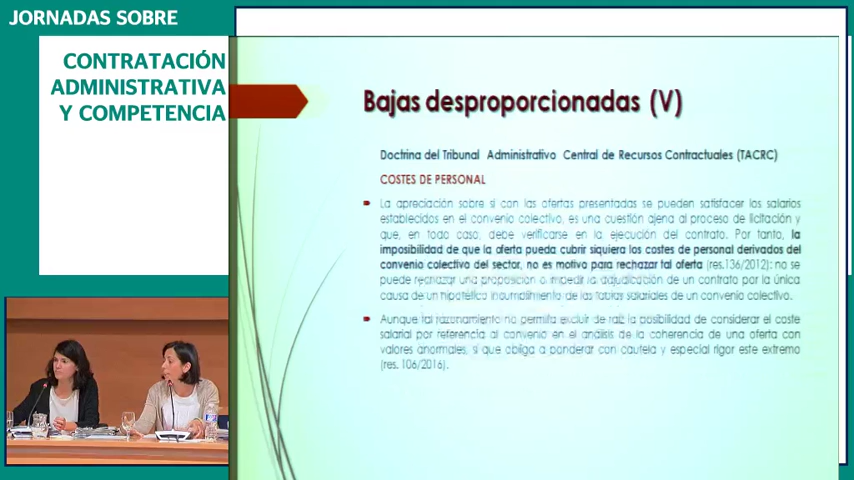 JORNADAS SOBRE
CONTRATACIÓN
ADMINISTRATIVA
Y COMPETENCIA
Bajas desproporcionadas (V)
Doctrina del Tribunal Administrativo Central de Recursos Contractuales (TACRC)
COSTES DE PERSONAL
La apreciación sobre si con las ofertas presentadas se pueden satisfacer los salarios
establecidos en el convenio colectivo, es una cuestión ajena al proceso de licitación y
que, en todo caso, debe verificarse en la ejecución del contrato. Por tanto, la
imposibilidad de que la oferta pueda cubrir siquiera los costes de personal derivados del
convenio colectivo del sector, no es motivo para rechazar tal oferta (res.136/2012); no se
puede rechazar una proposición o impedir la adjudicación de un contrato por la única
causa de un hipotético incumplimiento de las tablas salariales de un convenio colectivo.
Aunque tal razonamiento no permita excluir de raíz la posibilidad de considerar el coste
salarial por referencia al convenio en el análisis de la coherencia de una oferta con
valores anormales, si que obliga a ponderar con cautela y especial rigor este extremo
(res. 106/2016).